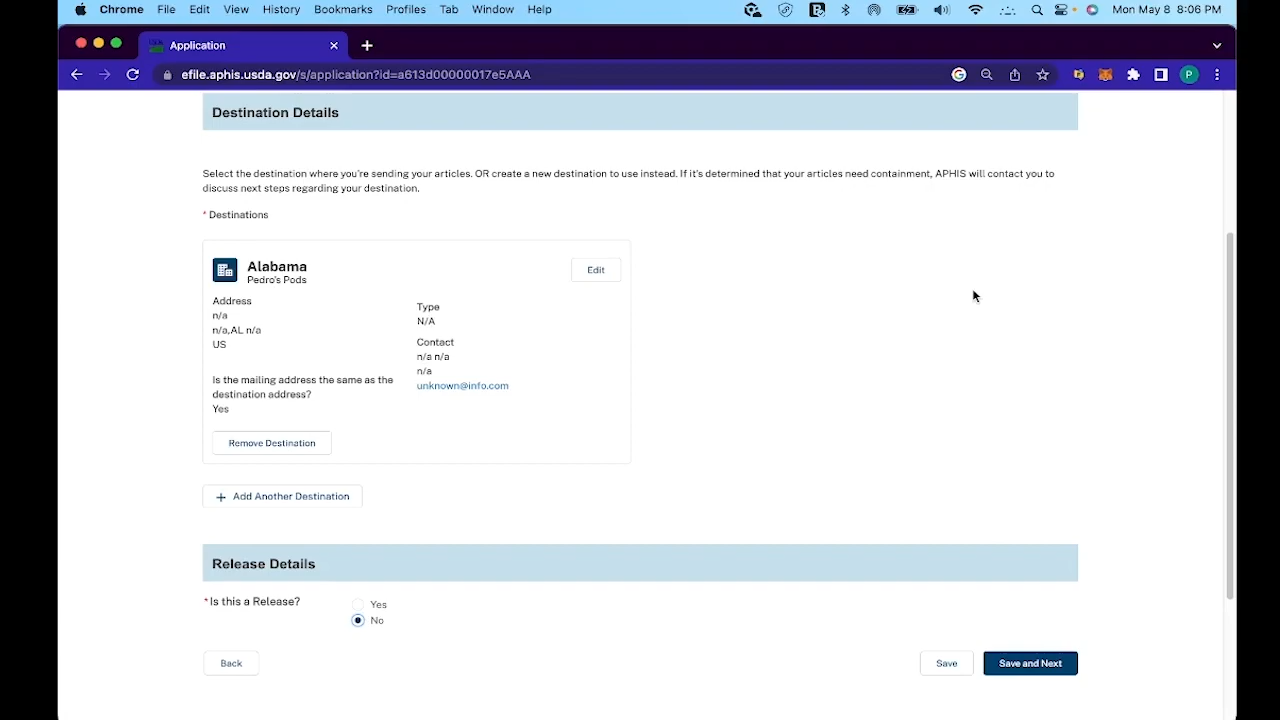 Chrome File Edit View History Bookmarks Profiles Tab Window Help Mon May 8 8:06 PM
Application
efile.aphis.usda.gov/s/application?id=a613d00000017e5AAA
P
Destination Details
Select the destination where you're sending your articles. OR create a new destination to use instead. If it's determined that your articles need containment, APHIS will contact you to
discuss next steps regarding your destination.
* Destinations
Alabama
Pedro's Pods
Edit
Address
n/a
n/a,AL n/a
US
Type
N/A
Contact
n/a n/a
n/a
unknown@info.com
Is the mailing address the same as the
destination address?
Yes
Remove Destination
+ Add Another Destination
Release Details
* Is this a Release?
Yes
No
Back
Save
Save and Next